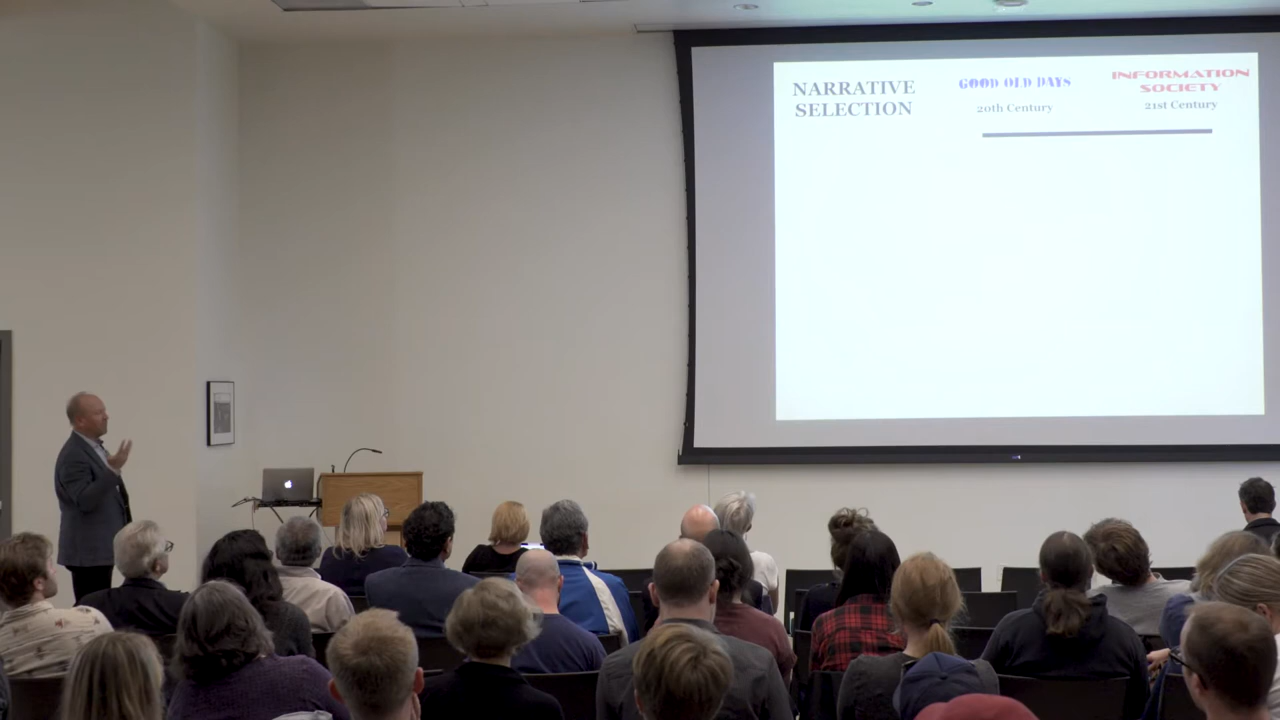 NARRATIVE
SELECTION
GOOD OLD DAYS
20th Century
INFORMATION
SOCIETY
21st Century